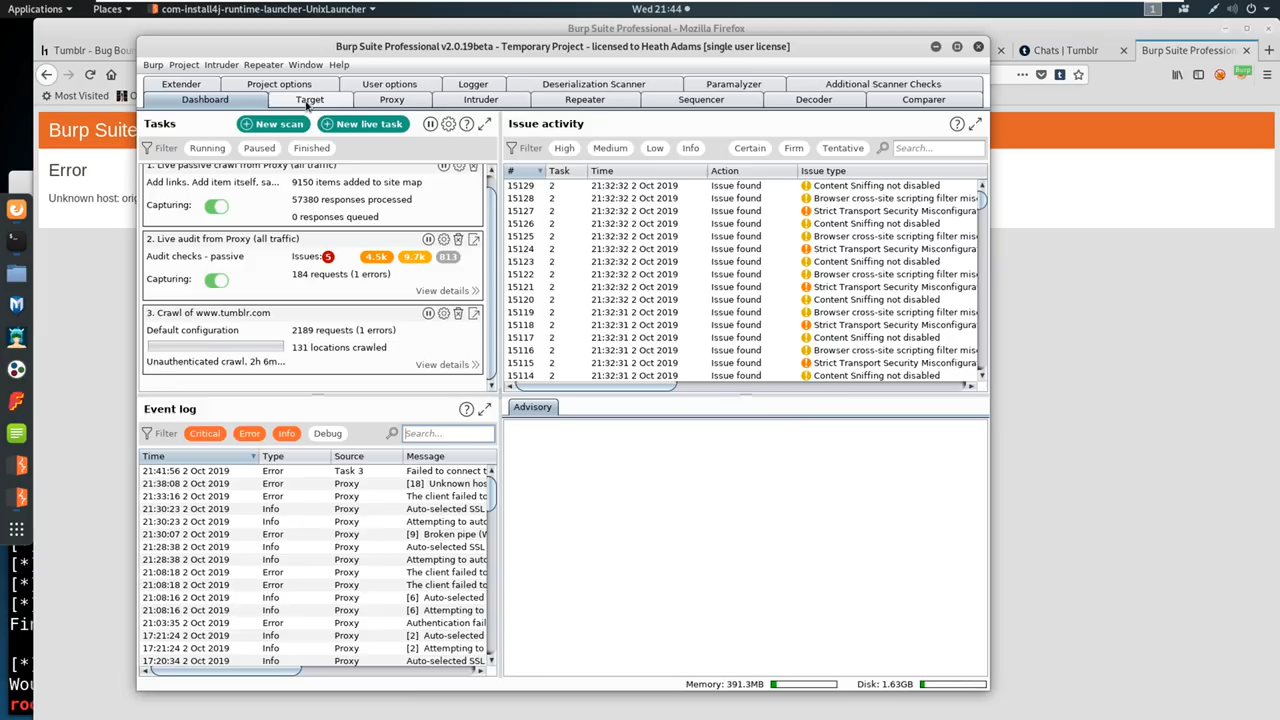 Applications Places com-install4j-runtime-launcher-UnixLauncher Wed 21:44 1
Burp Suite Professional - Mozilla Firefox
Tumblr - Bug Bou
Chats | Tumblr
Burp Suite Professio
Most Visited
Burp Suite Professional v2.0.19beta - Temporary Project - licensed to Heath Adams [single user license]
Burp Project Intruder Repeater Window Help
Extender Project options User options Logger Deserialization Scanner Paramalyzer Additional Scanner Checks
Dashboard Target Proxy Intruder Repeater Sequencer Decoder Comparer
Burp S
Error
Unknown host: orig
Tasks New scan New live task
Filter Running Paused Finished
1. Live passive crawl from Proxy (all traffic)
Add links. Add item itself, sa... 9150 items added to site map
57380 responses processed
Capturing: 0 responses queued
2. Live audit from Proxy (all traffic)
Audit checks - passive Issues: 5 4.5k 9.7k 813
Capturing: 184 requests (1 errors)
View details
3. Crawl of www.tumblr.com
Default configuration 2189 requests (1 errors)
131 locations crawled
Unauthenticated crawl, 2h 6m... View details
Issue activity
Filter High Medium Low Info Certain Firm Tentative Search...
# Task Time Action Issue type
15129 2 21:32:32 2 Oct 2019 Issue found Content Sniffing not disabled
15128 2 21:32:32 2 Oct 2019 Issue found Browser cross-site scripting filter mis
15127 2 21:32:32 2 Oct 2019 Issue found Strict Transport Security Misconfigura
15126 2 21:32:32 2 Oct 2019 Issue found Content Sniffing not disabled
15125 2 21:32:32 2 Oct 2019 Issue found Browser cross-site scripting filter mis
15124 2 21:32:32 2 Oct 2019 Issue found Strict Transport Security Misconfigura
15123 2 21:32:32 2 Oct 2019 Issue found Content Sniffing not disabled
15122 2 21:32:32 2 Oct 2019 Issue found Browser cross-site scripting filter mis
15121 2 21:32:32 2 Oct 2019 Issue found Strict Transport Security Misconfigura
15120 2 21:32:32 2 Oct 2019 Issue found Content Sniffing not disabled
15119 2 21:32:32 2 Oct 2019 Issue found Browser cross-site scripting filter mis
15118 2 21:32:32 2 Oct 2019 Issue found Strict Transport Security Misconfigura
15117 2 21:32:31 2 Oct 2019 Issue found Content Sniffing not disabled
15116 2 21:32:31 2 Oct 2019 Issue found Browser cross-site scripting filter mis
15115 2 21:32:31 2 Oct 2019 Issue found Strict Transport Security Misconfigura
15114 2 21:32:31 2 Oct 2019 Issue found Content Sniffing not disabled
Event log
Filter Critical Error Info Debug Search...
Time Type Source Message
21:41:56 2 Oct 2019 Error Task 3 Failed to connect t
21:38:08 2 Oct 2019 Error Proxy [18] Unknown hos
21:33:16 2 Oct 2019 Error Proxy The client failed to
21:30:23 2 Oct 2019 Info Proxy Auto-selected SSL
21:30:23 2 Oct 2019 Info Proxy Attempting to auto
21:30:07 2 Oct 2019 Error Proxy [9] Broken pipe (W
21:28:38 2 Oct 2019 Info Proxy Auto-selected SSL
21:28:38 2 Oct 2019 Info Proxy Attempting to auto
21:08:18 2 Oct 2019 Error Proxy The client failed to
21:08:18 2 Oct 2019 Error Proxy The client failed to
21:08:16 2 Oct 2019 Info Proxy [6] Auto-selected
21:08:16 2 Oct 2019 Info Proxy [6] Attempting to
21:03:35 2 Oct 2019 Error Proxy Authentication fail
17:21:24 2 Oct 2019 Info Proxy [2] Auto-selected
17:21:24 2 Oct 2019 Info Proxy [2] Attempting to
17:20:34 2 Oct 2019 Info Proxy Auto-selected SSL
Advisory
[*]
[*]
[*]
Fi
[*]
Wou
roo
Memory: 391.3MB Disk: 1.63GB